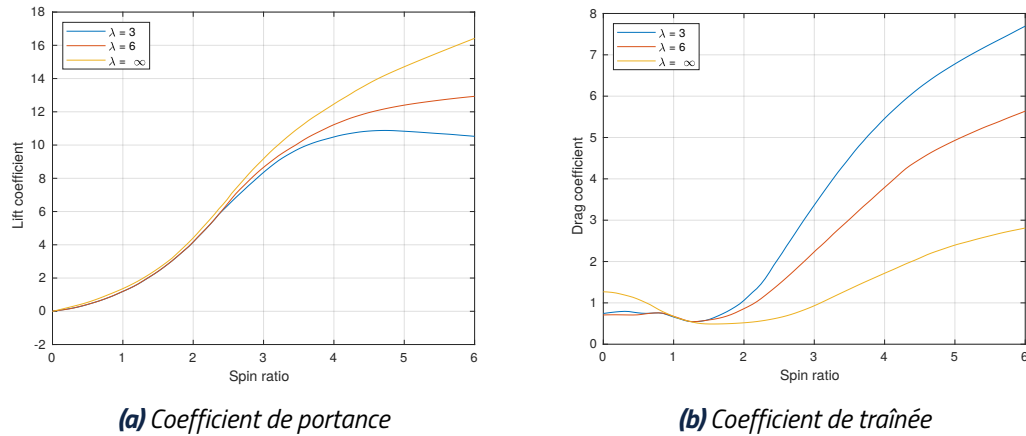 18
16
14
12
10
8
6
4
2
0
-2
Lift coefficient
λ = 3
λ = 6
λ = ∞
0 1 2 3 4 5 6
Spin ratio
(a) Coefficient de portance
8
7
6
5
4
3
2
1
0
Drag coefficient
λ = 3
λ = 6
λ = ∞
0 1 2 3 4 5 6
Spin ratio
(b) Coefficient de traînée